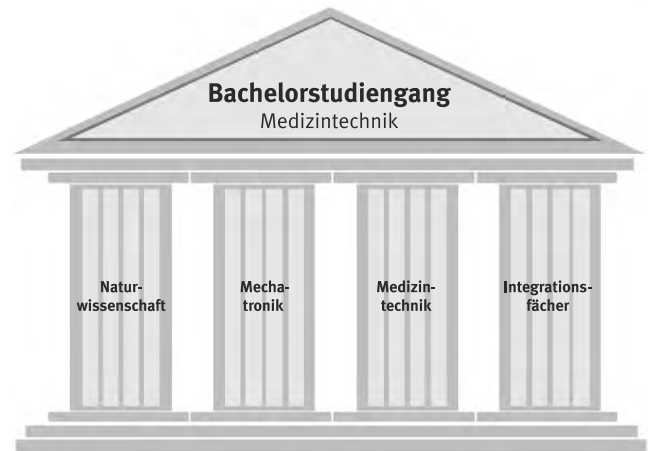 Bachelorstudiengang
Medizintechnik
Natur-
wissenschaft
Mecha-
tronik
Medizin-
technik
Integrations-
fächer